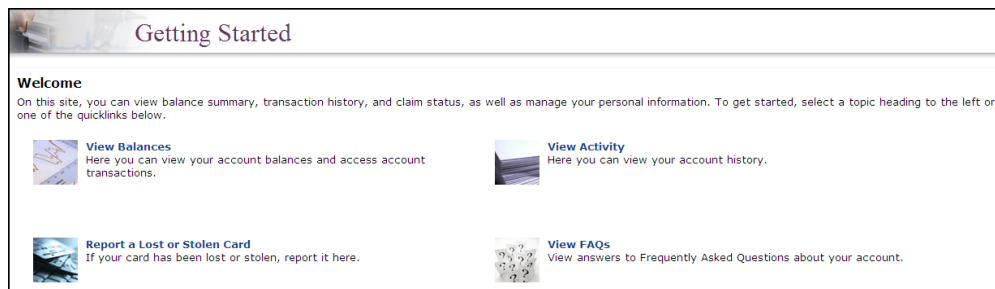 Getting Started
Welcome
On this site, you can view balance summary, transaction history, and claim status, as well as manage your personal information. To get started, select a topic heading to the left or
one of the quicklinks below.
View Balances
Here you can view your account balances and access account
transactions.
View Activity
Here you can view your account history.
Report a Lost or Stolen Card
If your card has been lost or stolen, report it here.
View FAQs
View answers to Frequently Asked Questions about your account.